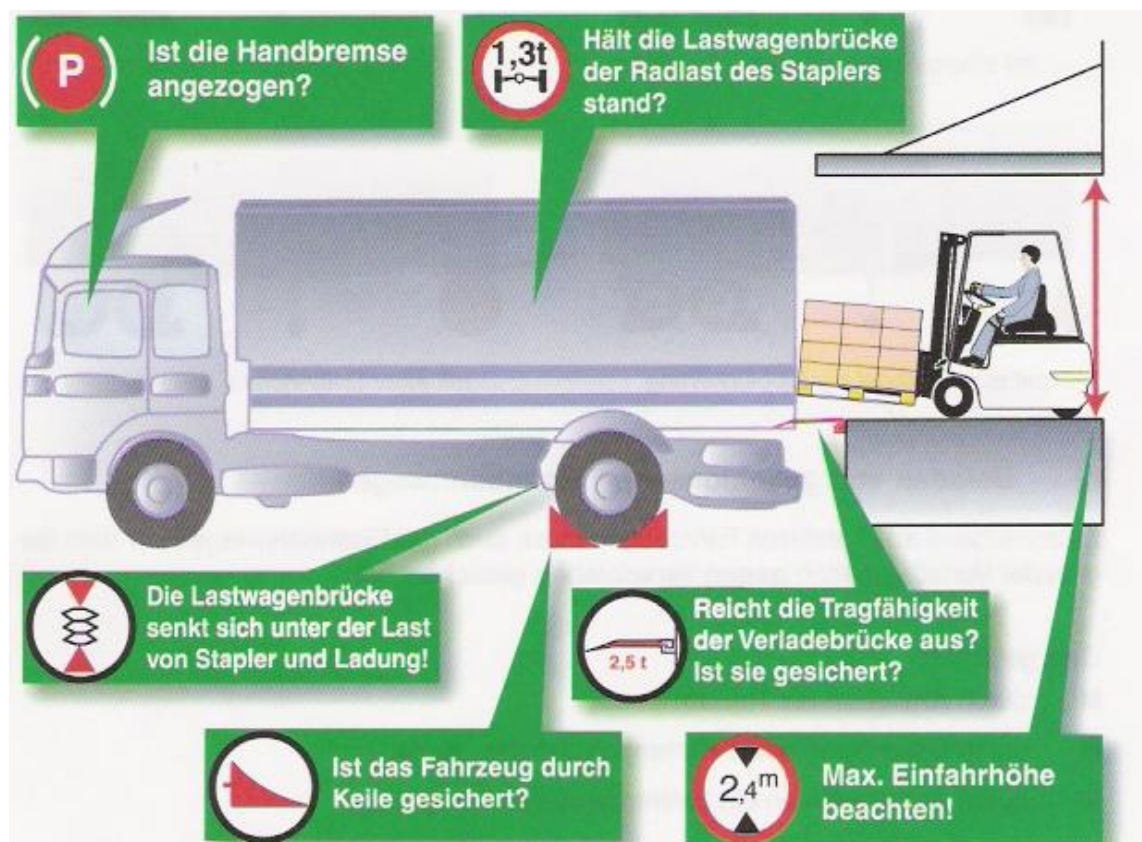 P
Ist die Handbremse
angezogen?
1,3t
Hält die Lastwagenbrücke
der Radlast des Staplers
stand?
Die Lastwagenbrücke
senkt sich unter der Last
von Stapler und Ladung!
2,5 t
Reicht die Tragfähigkeit
der Verladebrücke aus?
Ist sie gesichert?
Ist das Fahrzeug durch
Keile gesichert?
2,4m
Max. Einfahrhöhe
beachten!